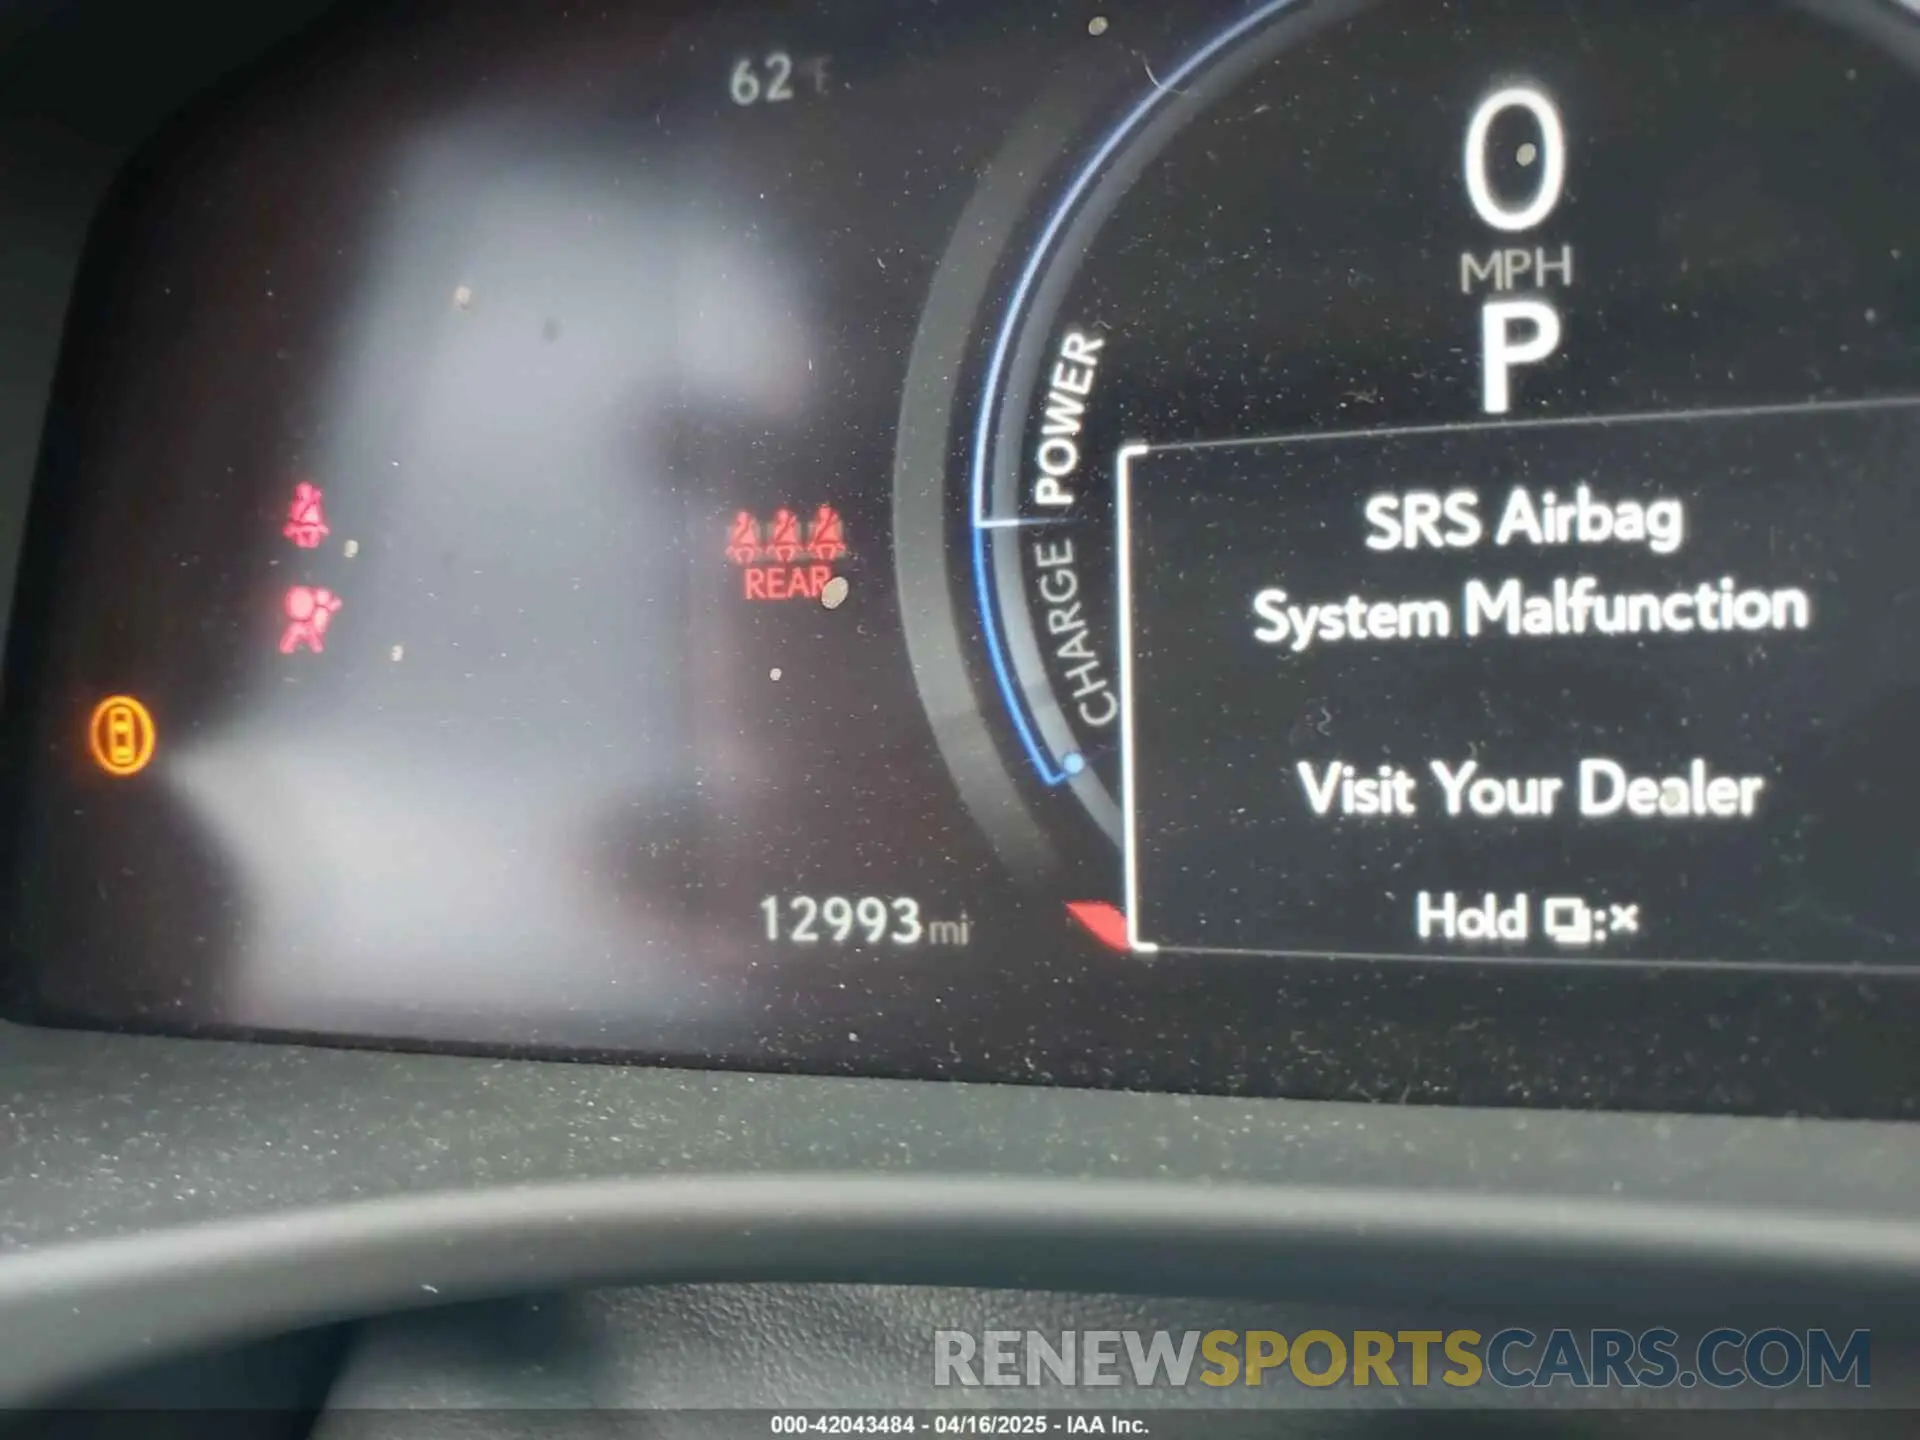 62°F
0
MPH
P
POWER
CHARGE
REAR
SRS Airbag
System Malfunction
Visit Your Dealer
Hold :×
12993 mi
RENEWSPORTSCARS.COM
000-42043484 - 04/16/2025 - IAA Inc.